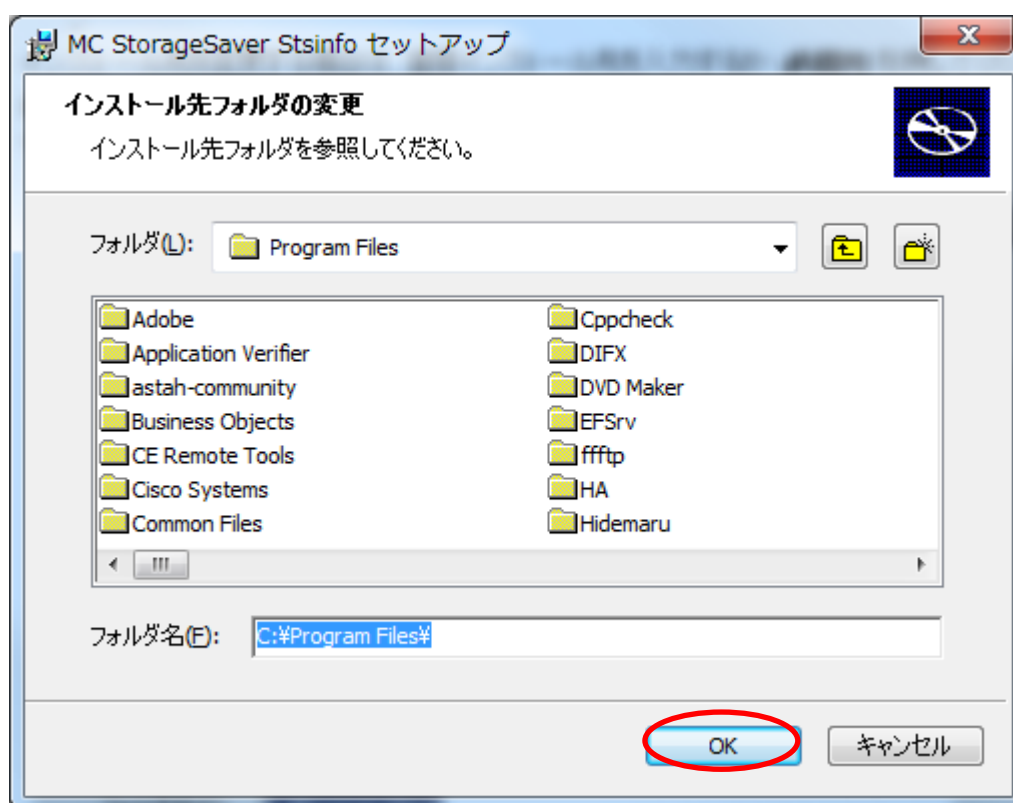 MC StorageSaver Stsinfo セットアップ
インストール先フォルダの変更
インストール先フォルダを参照してください。
フォルダ(L): Program Files
Adobe
Application Verifier
astah-community
Business Objects
CE Remote Tools
Cisco Systems
Common Files
Cppcheck
DIFX
DVD Maker
EFSrv
ffftp
HA
Hidemaru
フォルダ名(F): C:¥Program Files¥
OK キャンセル